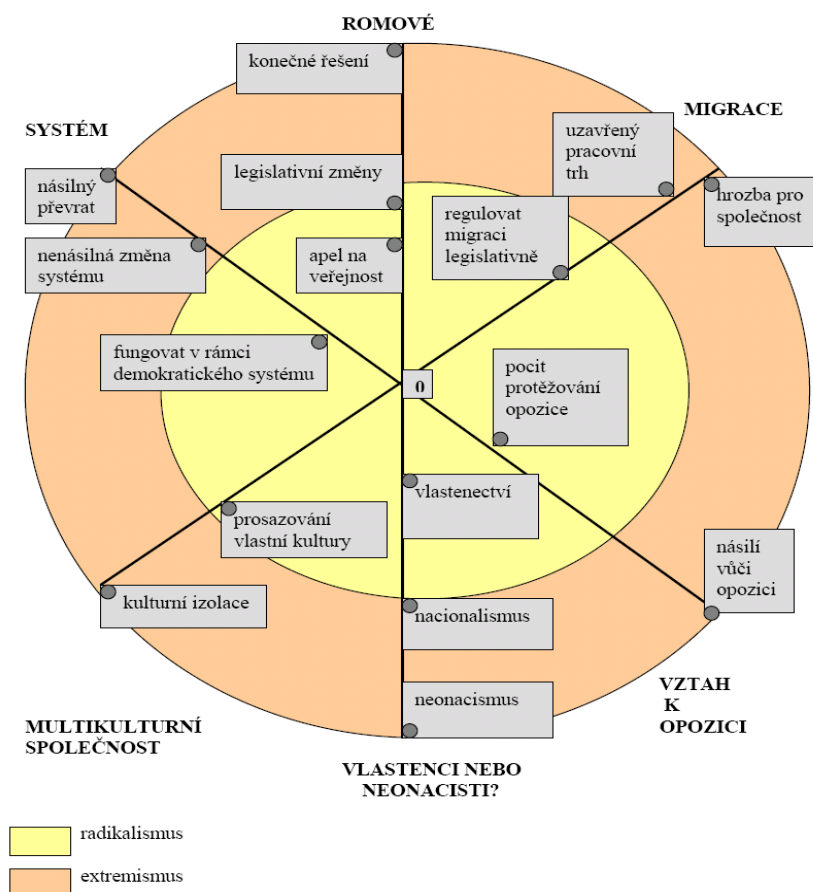 ROMOVÉ
konečné řešení
MIGRACE
SYSTÉM
uzavřený
pracovní
trh
legislativní změny
násilný
převrat
hrozba pro
společnost
regulovat
migraci
legislativně
nenásilná změna
systému
apel na
veřejnost
fungovat v rámci
demokratického systému
pocit
protěžování
opozice
0
vlastenectví
prosazování
vlastní kultury
násilí
vůči
opozici
kulturní izolace
nacionalismus
VZTAH
K
OPOZICI
neonacismus
MULTIKULTURNÍ
SPOLEČNOST
VLASTENCI NEBO
NEONACISTI?
radikalismus
extremismus